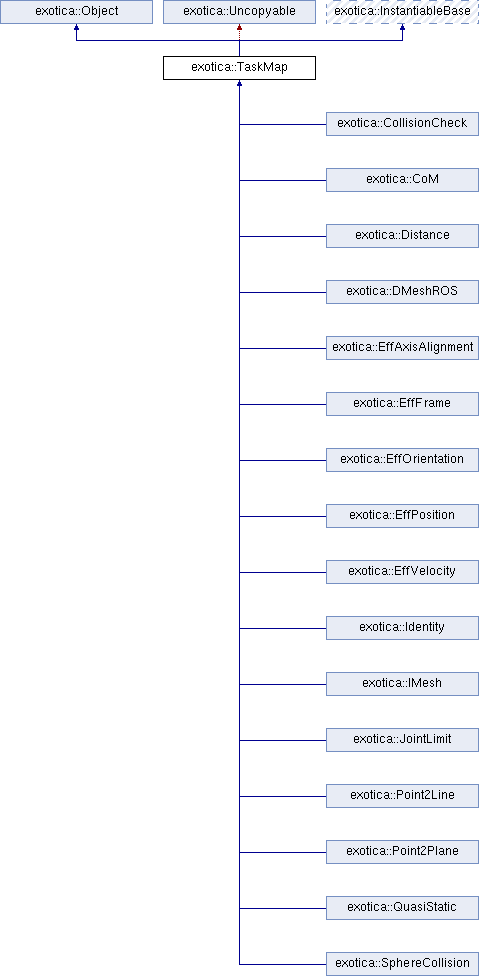 exotica::Object
exotica::Uncopyable
exotica::InstantiableBase
exotica::TaskMap
exotica::CollisionCheck
exotica::CoM
exotica::Distance
exotica::DMeshROS
exotica::EffAxisAlignment
exotica::EffFrame
exotica::EffOrientation
exotica::EffPosition
exotica::EffVelocity
exotica::Identity
exotica::IMesh
exotica::JointLimit
exotica::Point2Line
exotica::Point2Plane
exotica::QuasiStatic
exotica::SphereCollision